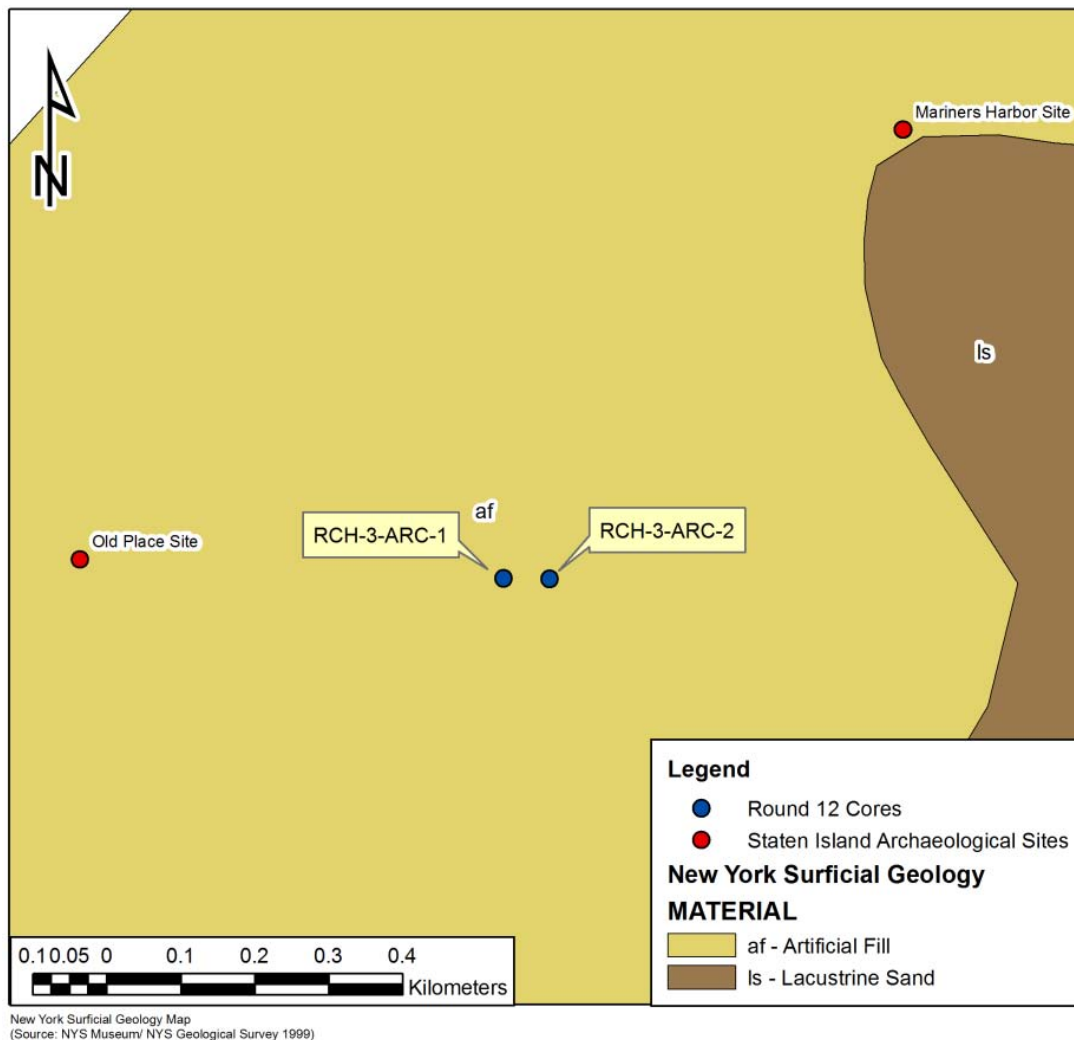 N
Mariners Harbor Site
ls
af
RCH-3-ARC-1
RCH-3-ARC-2
Old Place Site
Legend
Round 12 Cores
Staten Island Archaeological Sites
New York Surficial Geology
MATERIAL
af - Artificial Fill
ls - Lacustrine Sand
0.10.05 0 0.1 0.2 0.3 0.4
Kilometers
New York Surficial Geology Map
(Source: NYS Museum/ NYS Geological Survey 1999)